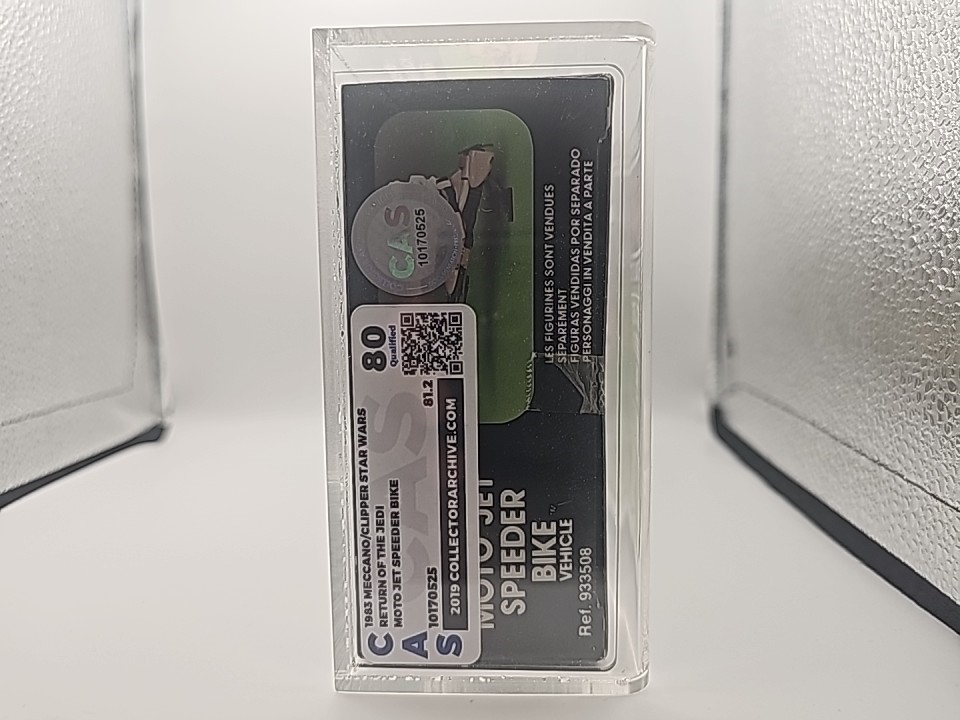 CAS
1983 MECCANO/CLIPPER STAR WARS
RETURN OF THE JEDI
MOTO JET SPEEDER BIKE
10170525
81.2
80
Qualified
2019 COLLECTORARCHIVE.COM
CAS
10170525
MOTO JET
SPEEDER
BIKE™
VEHICLE
Ref. 933508
LES FIGURINES SONT VENDUES
SEPAREMENT
FIGURAS VENDIDAS POR SEPARADO
PERSONAGGI IN VENDITA A PARTE